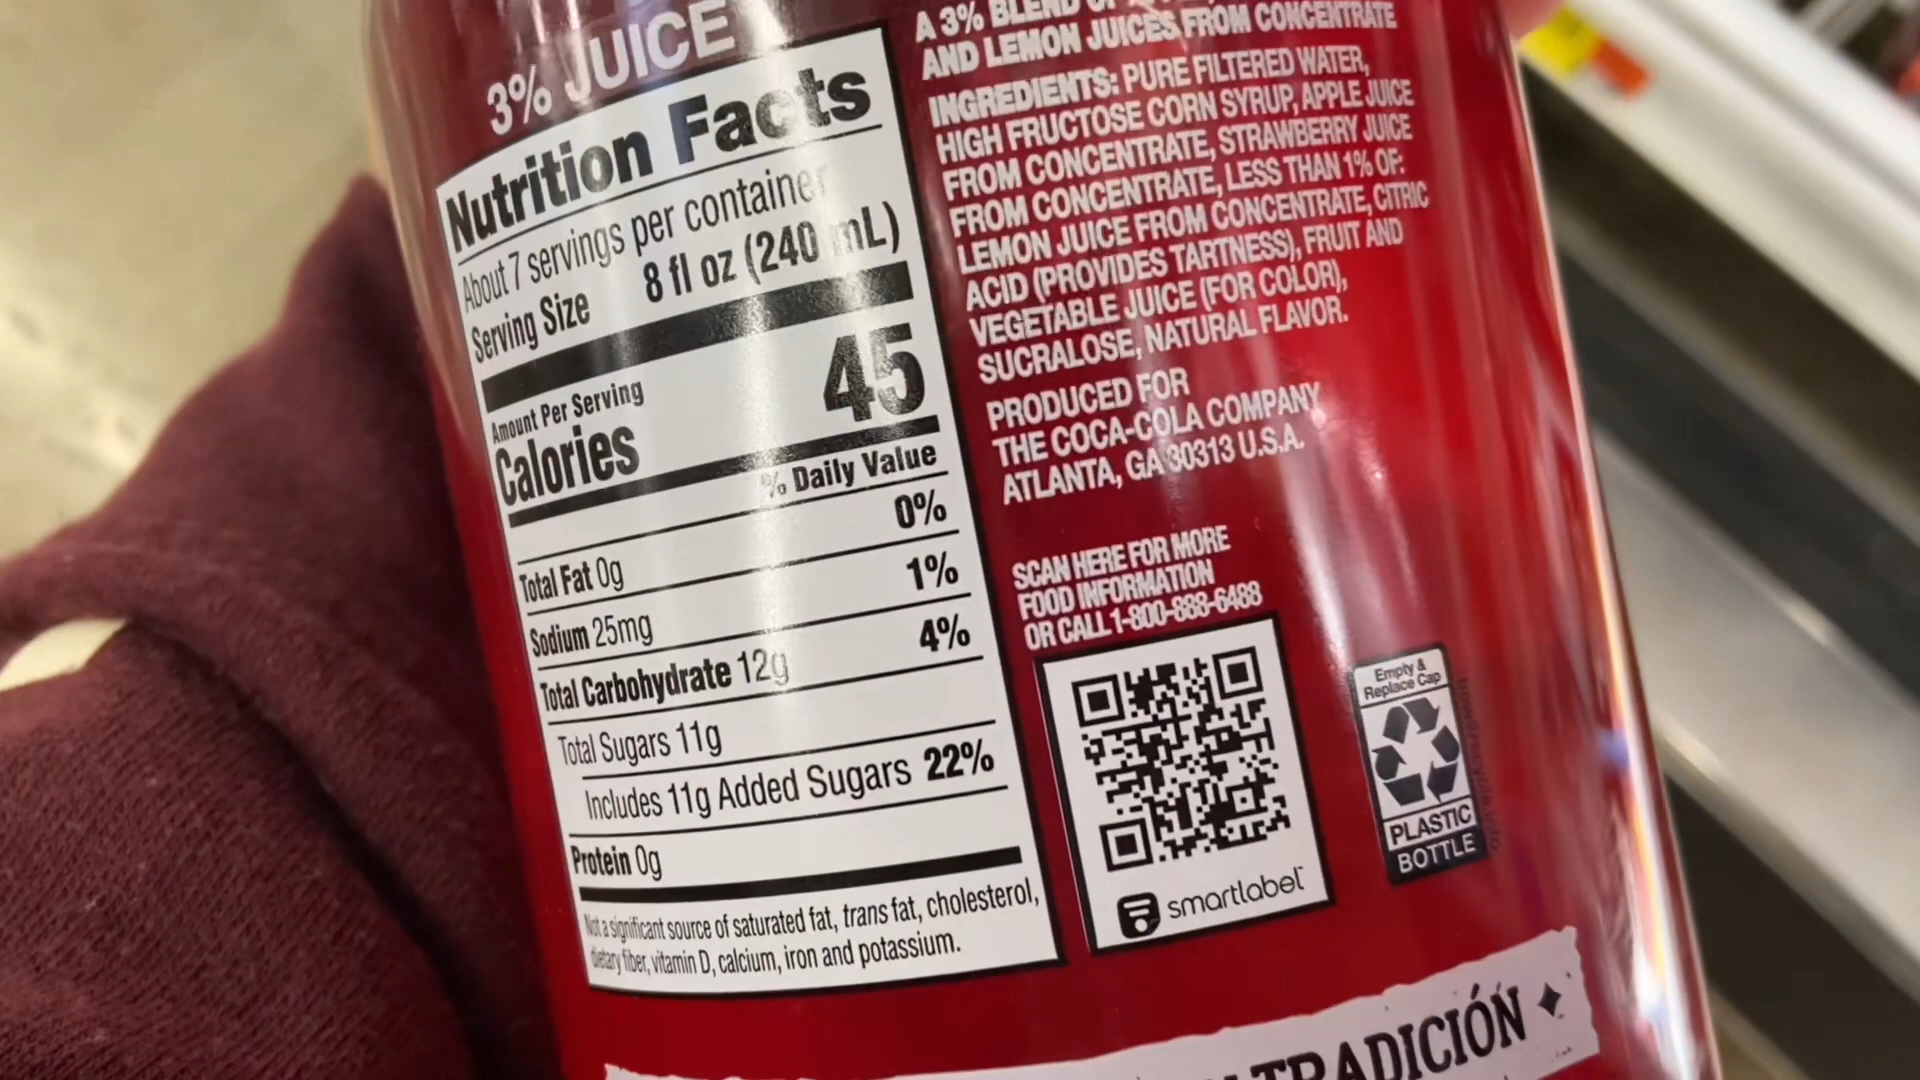 3% JUICE
Nutrition Facts
About 7 servings per container
Serving Size 8 fl oz (240 mL)
Amount Per Serving
Calories 45
% Daily Value
Total Fat 0g 0%
Sodium 25mg 1%
Total Carbohydrate 12g 4%
Total Sugars 11g
Includes 11g Added Sugars 22%
Protein 0g
Not a significant source of saturated fat, trans fat, cholesterol,
dietary fiber, vitamin D, calcium, iron and potassium.
A 3% BLEND OF
AND LEMON JUICES FROM CONCENTRATE
INGREDIENTS: PURE FILTERED WATER,
HIGH FRUCTOSE CORN SYRUP, APPLE JUICE
FROM CONCENTRATE, STRAWBERRY JUICE
FROM CONCENTRATE, LESS THAN 1% OF:
LEMON JUICE FROM CONCENTRATE, CITRIC
ACID (PROVIDES TARTNESS), FRUIT AND
VEGETABLE JUICE (FOR COLOR),
SUCRALOSE, NATURAL FLAVOR.
PRODUCED FOR
THE COCA-COLA COMPANY
ATLANTA, GA 30313 U.S.A.
SCAN HERE FOR MORE
FOOD INFORMATION
OR CALL 1-800-888-6488
smartlabel™
Empty &
Replace Cap
PLASTIC
BOTTLE
TRADICIÓN